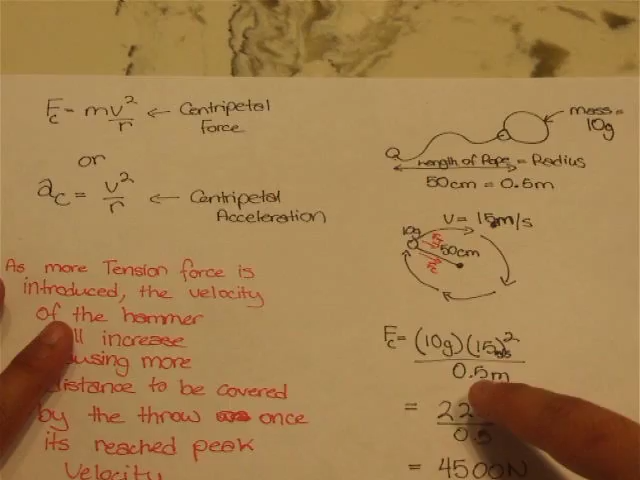 Fc = mv²/r ← Centripetal Force
or
ac = v²/r ← Centripetal Acceleration
As more Tension force is
introduced, the velocity
of the hammer
ll increase
using more
distance to be covered
by the throw once
its reached peak
Velocity
mass =
10g
Length of Rope = Radius
50cm = 0.5m
V = 15m/s
10g
50cm
Fc = (10g)(15m/s)²
0.5m
= 22
0.5
= 4500N